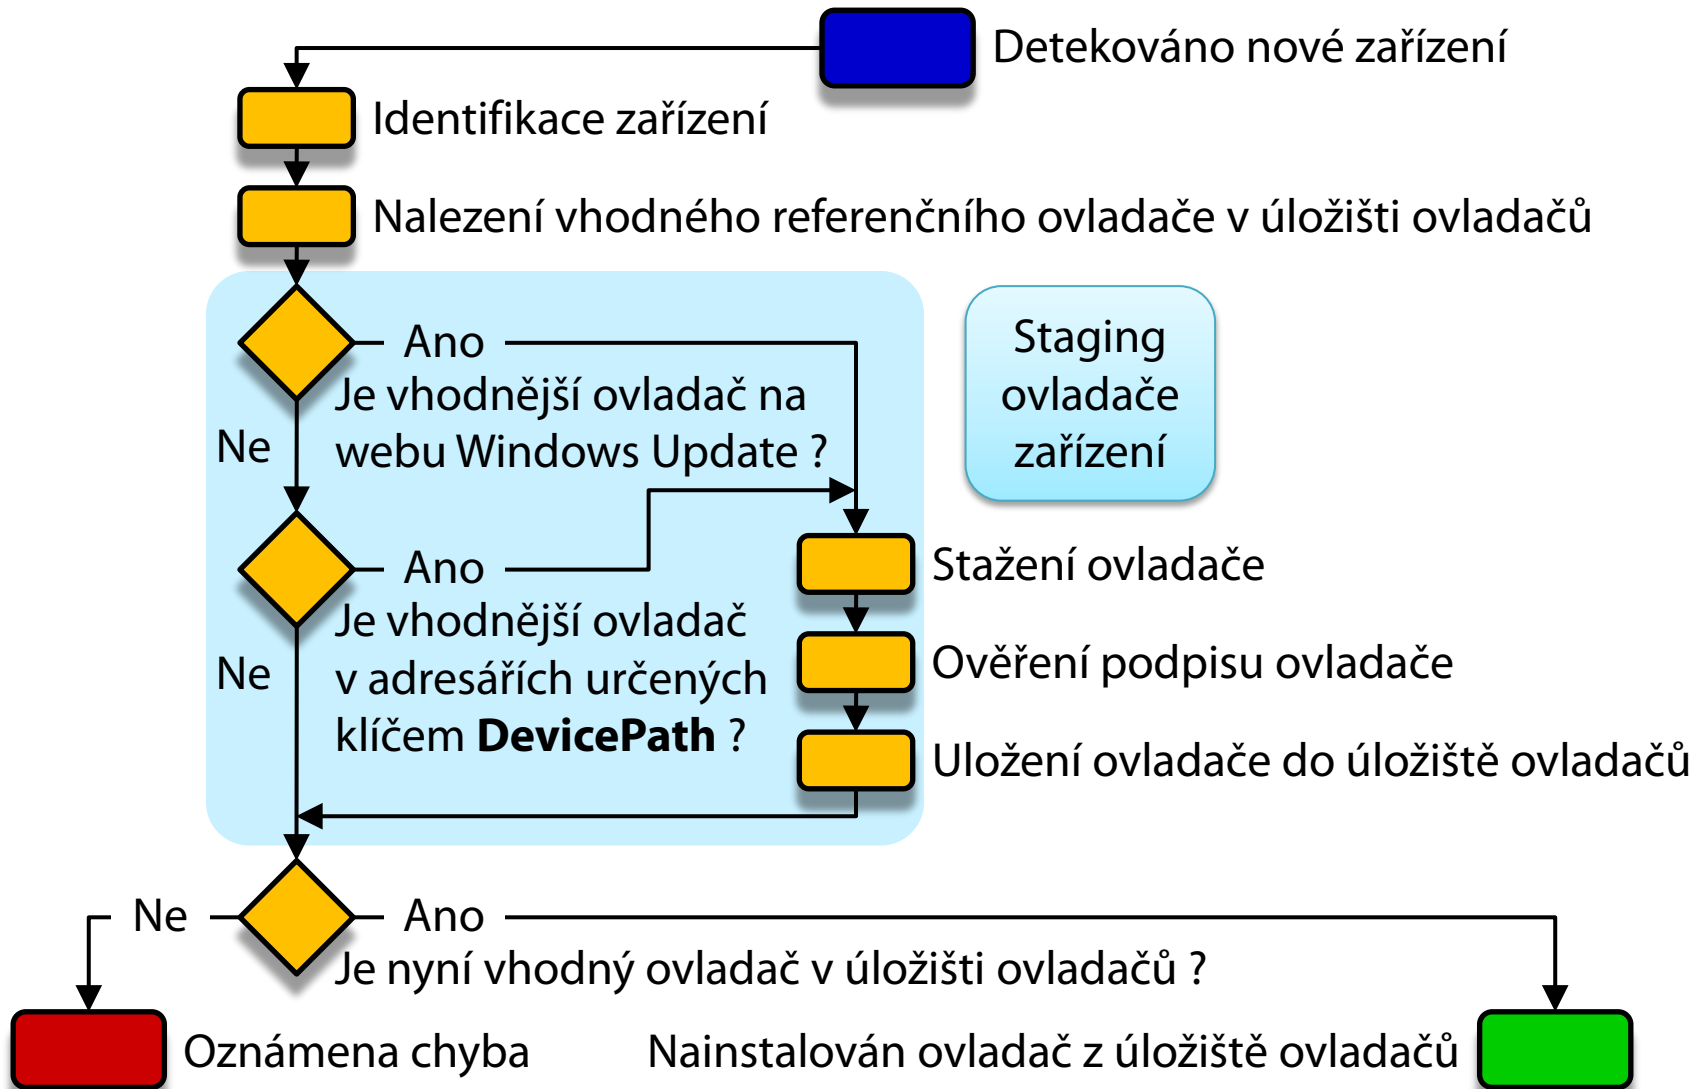 Detekováno nové zařízení
Identifikace zařízení
Nalezení vhodného referenčního ovladače v úložišti ovladačů
Ano
Je vhodnější ovladač na
webu Windows Update ?
Ne
Staging
ovladače
zařízení
Ano
Je vhodnější ovladač
v adresářích určených
klíčem DevicePath ?
Ne
Stažení ovladače
Ověření podpisu ovladače
Uložení ovladače do úložiště ovladačů
Ne
Ano
Je nyní vhodný ovladač v úložišti ovladačů ?
Oznámena chyba
Nainstalován ovladač z úložiště ovladačů